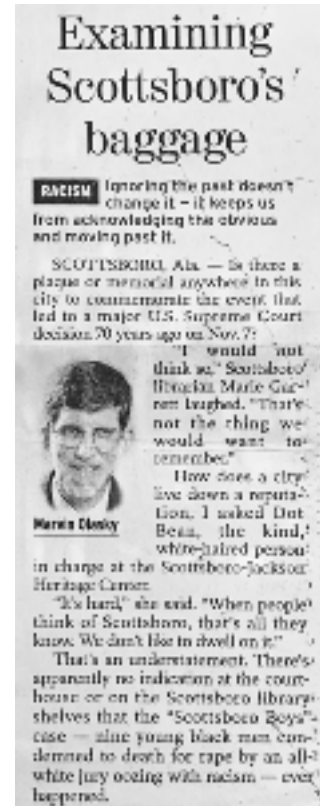 Examining
Scottsboro's
baggage
RACISM Ignoring the past doesn't
change it – it keeps us
from acknowledging the obvious
and moving past it.
SCOTTSBORO, Ala. — Is there a
plaque or memorial anywhere in this
city to commemorate the event that
led to a major U.S. Supreme Court
decision 70 years ago on Nov. 7?
"I would not
think so," Scottsboro
librarian Marie Gar-
rett laughed. "That's
not the thing we
would want to
remember."
How does a city
live down a reputa-
tion, I asked Dot
Bean, the kind,
white-haired person
Marvin Olasky
in charge at the Scottsboro-Jackson
Heritage Center.
"It's hard," she said. "When people
think of Scottsboro, that's all they
know. We don't like to dwell on it."
That's an understatement. There's
apparently no indication at the court-
house or on the Scottsboro library
shelves that the "Scottsboro Boys"
case — nine young black men con-
demned to death for rape by an all-
white jury oozing with racism — ever
happened.